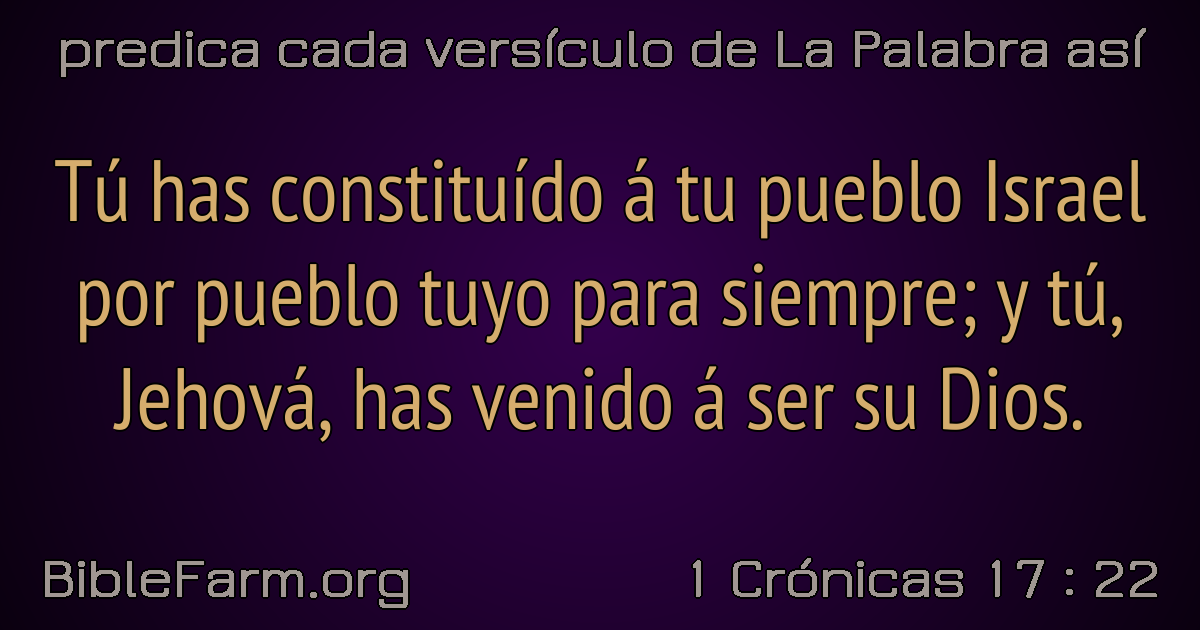 predica cada versículo de La Palabra así
Tú has constituído á tu pueblo Israel
por pueblo tuyo para siempre; y tú,
Jehová, has venido á ser su Dios.
BibleFarm.org
1 Crónicas 17 : 22